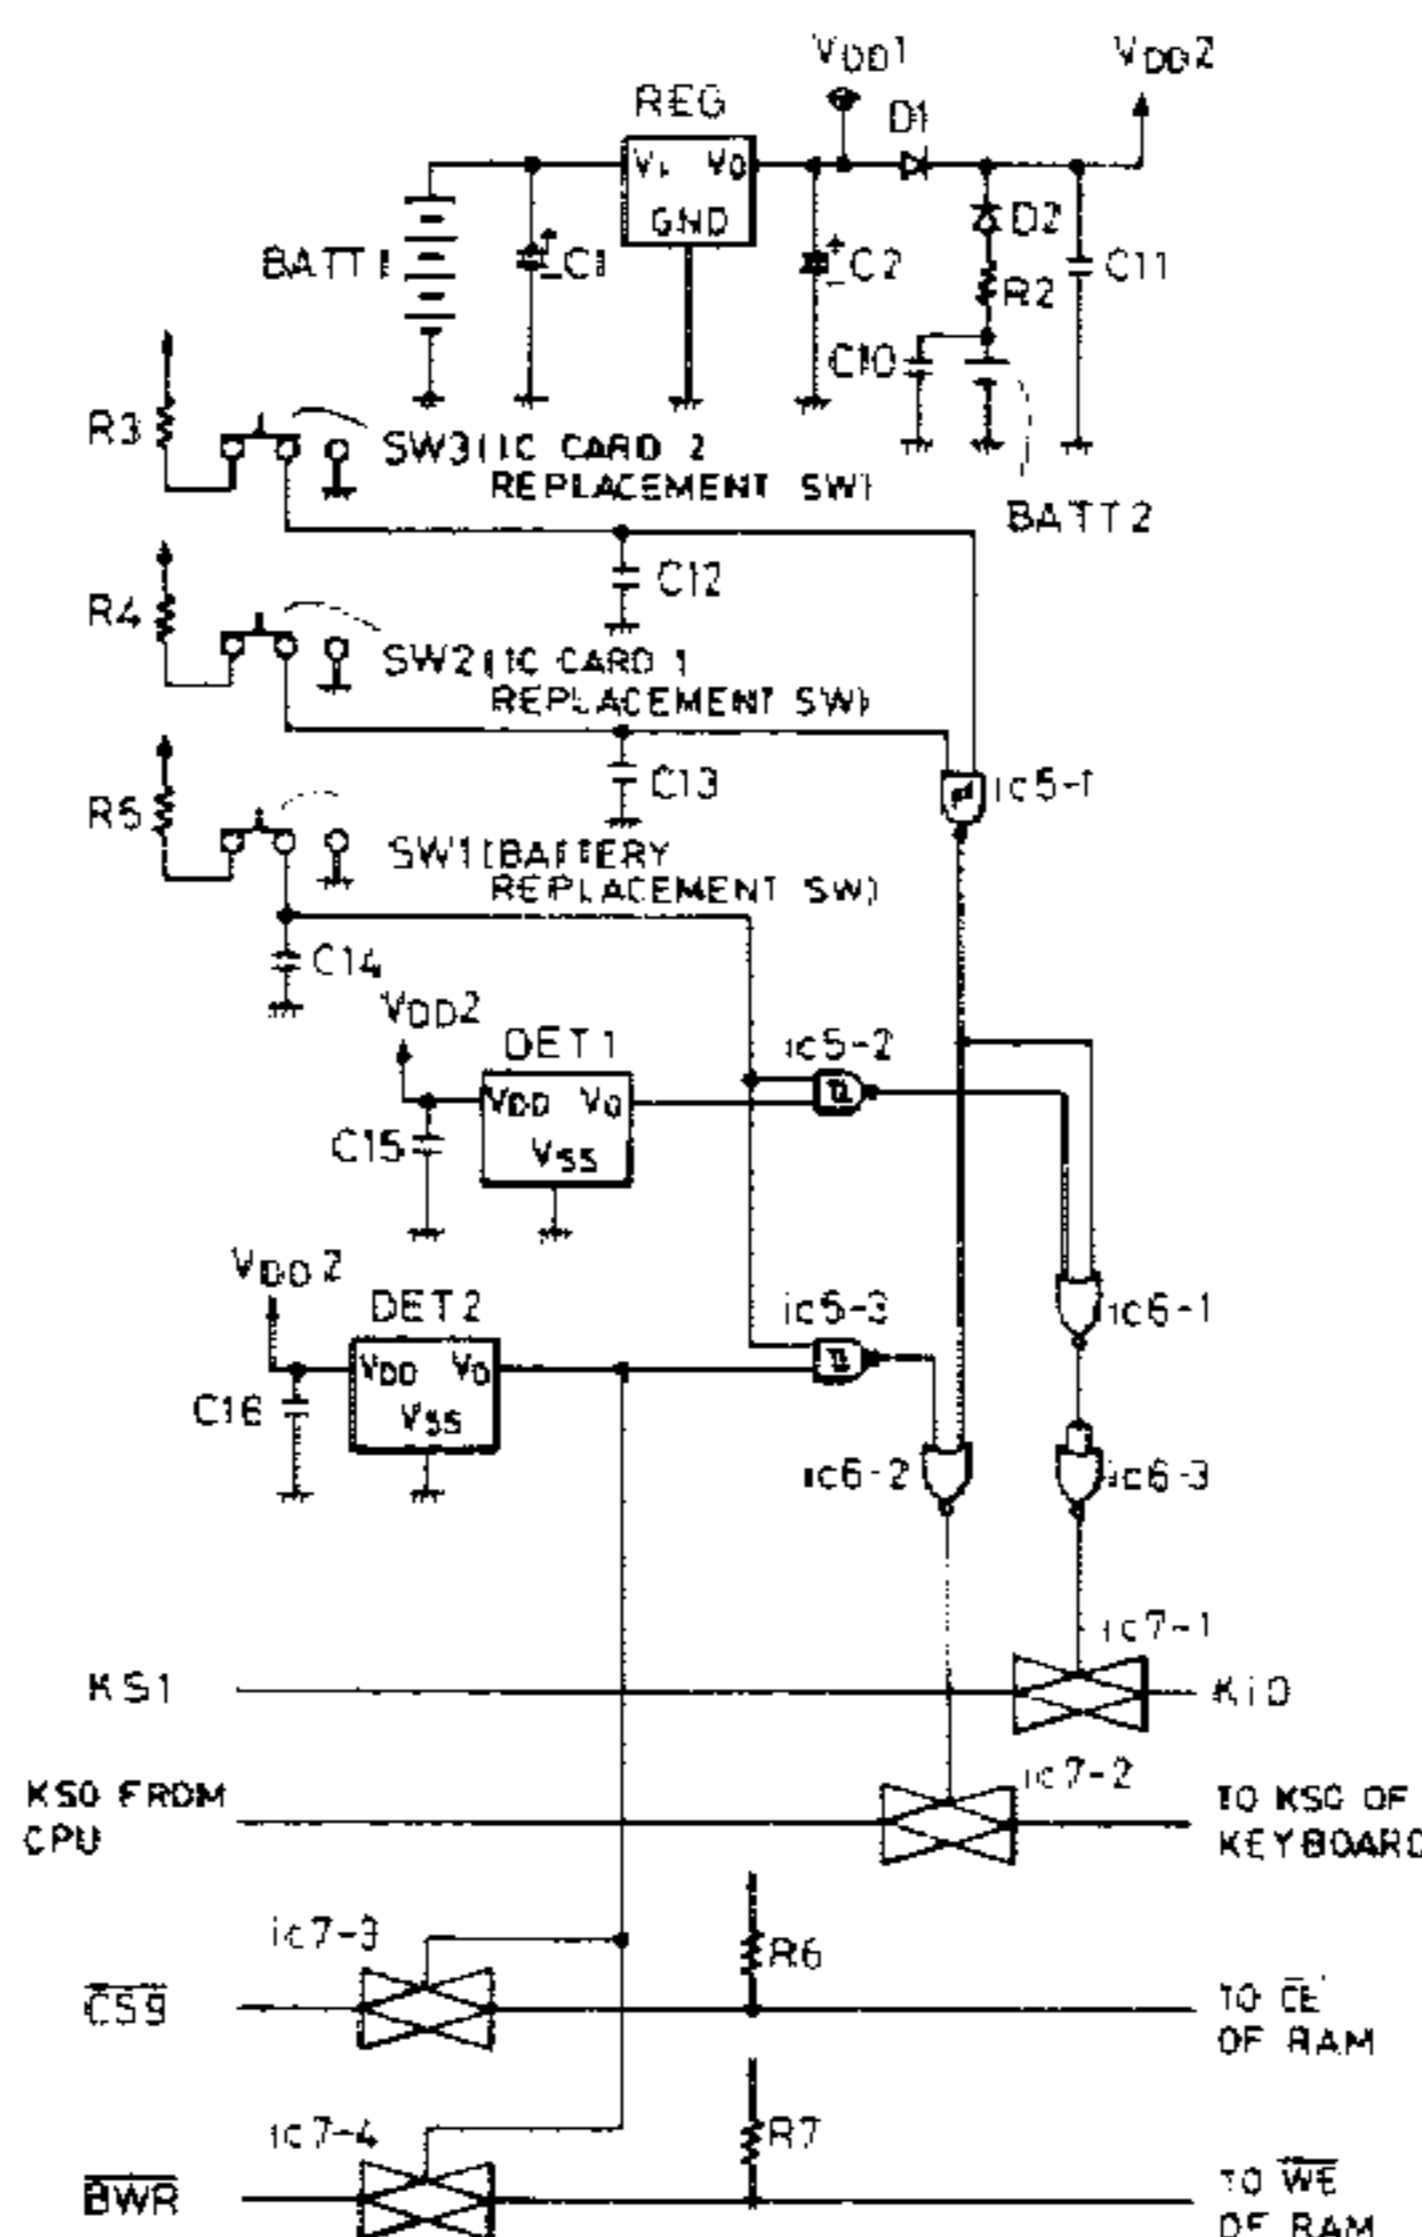 VDD1
VDD2
REG
D1
VI VO
GND
D2
BATT1
C1
C2
R2
C11
C10
R3
SW3(IC CARD 2
REPLACEMENT SW)
BATT2
C12
R4
SW2(IC CARD 1
REPLACEMENT SW)
C13
ic5-1
R5
SW1(BATTERY
REPLACEMENT SW)
C14
VDD2
DET1
ic5-2
VDD VO
C15
VSS
VDD2
DET2
ic5-3
ic6-1
VDD VO
C16
VSS
ic6-2
ic6-3
ic7-1
KS1
Ki0
ic7-2
KS0 FROM
CPU
TO KS0 OF
KEYBOARD
ic7-3
R6
CS9
TO CE
OF RAM
ic7-4
R7
BWR
TO WE
OF RAM